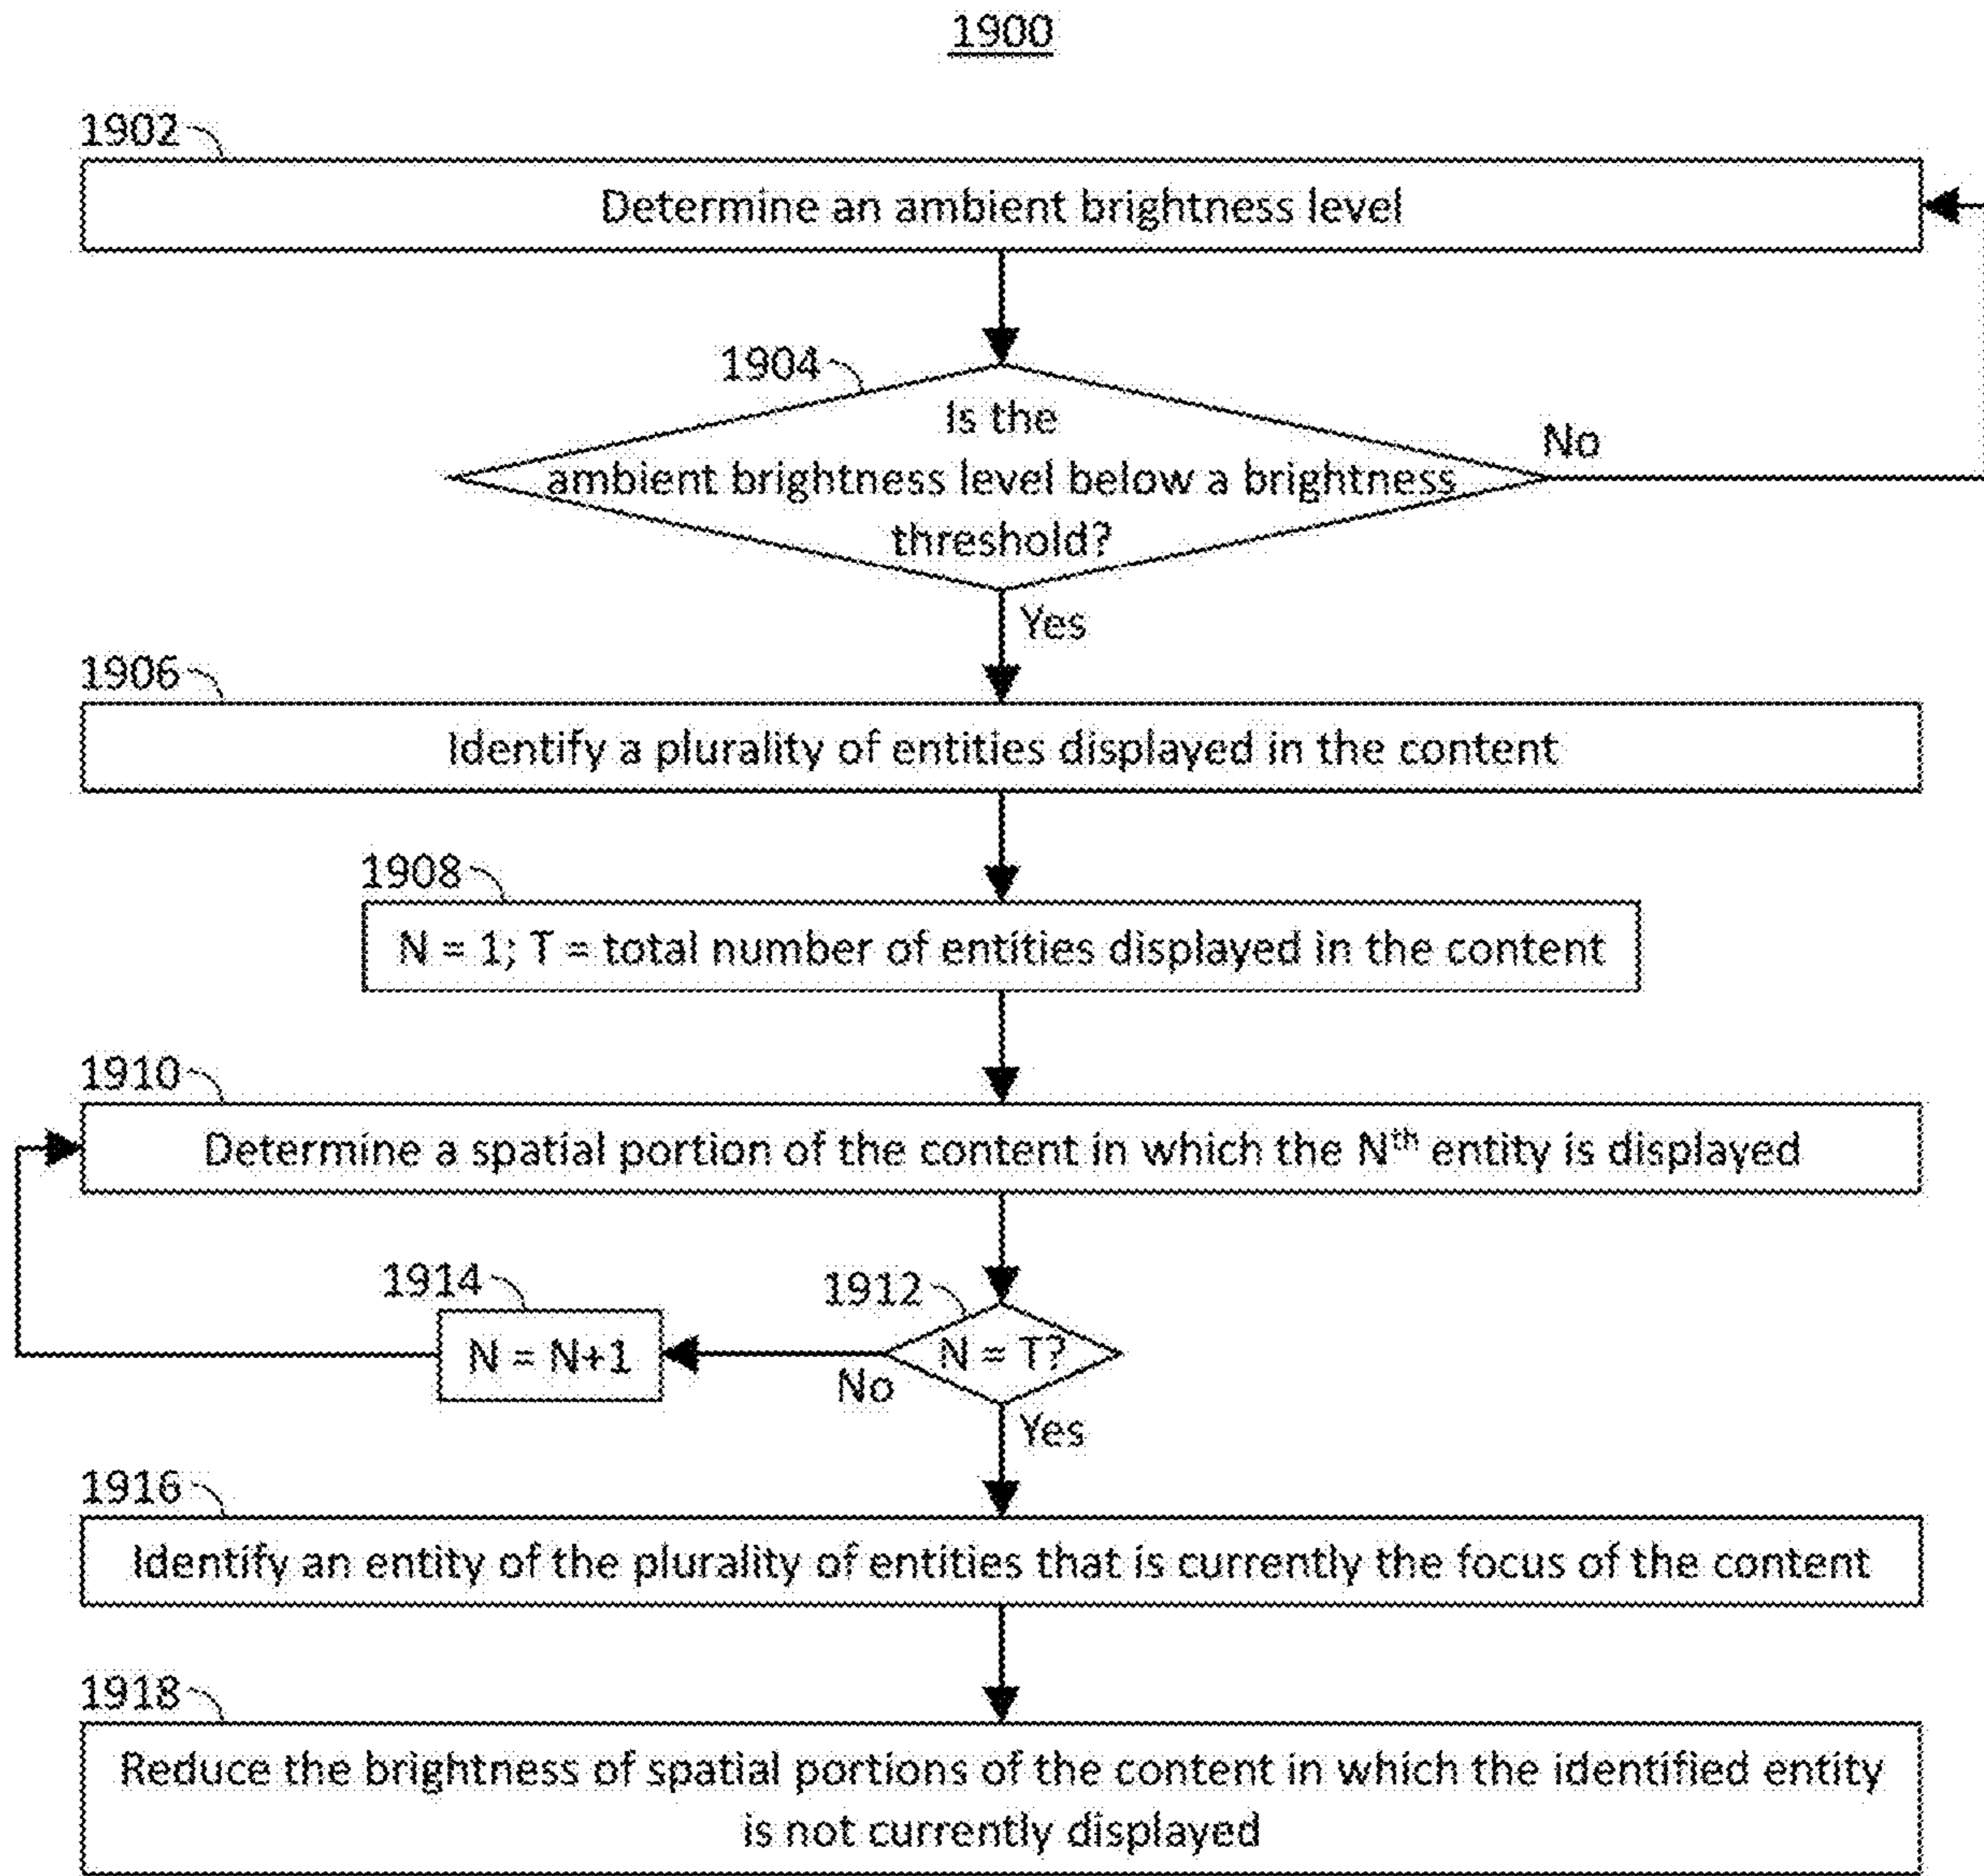 1900
1902
Determine an ambient brightness level
1904
Is the
ambient brightness level below a brightness
threshold?
No
Yes
1906
Identify a plurality of entities displayed in the content
1908
N = 1; T = total number of entities displayed in the content
1910
Determine a spatial portion of the content in which the Nth entity is displayed
1914
1912
N = N+1
N = T?
No
Yes
1916
Identify an entity of the plurality of entities that is currently the focus of the content
1918
Reduce the brightness of spatial portions of the content in which the identified entity
is not currently displayed